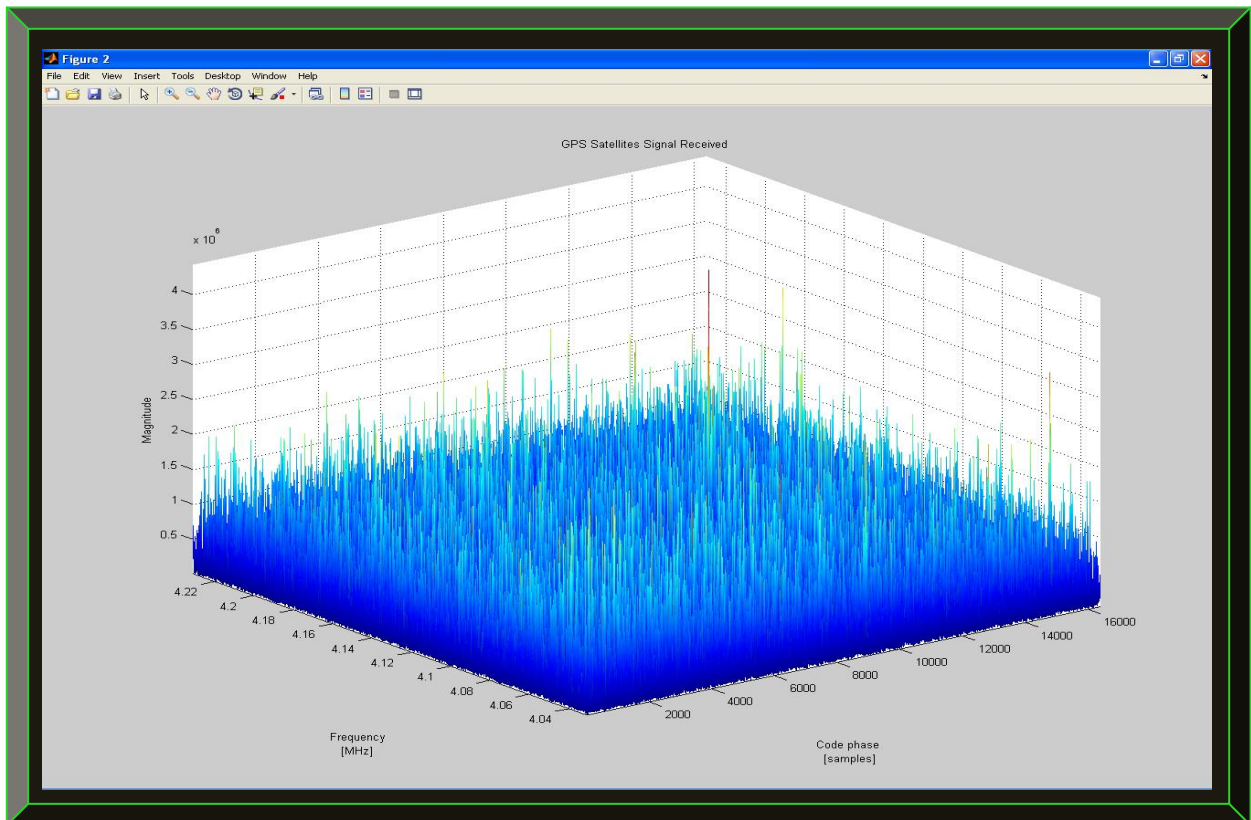 Figure 2
File Edit View Insert Tools Desktop Window Help
GPS Satellites Signal Received
x 10^6
4
3.5
3
2.5
2
1.5
1
0.5
Magnitude
4.22
4.2
4.18
4.16
4.14
4.12
4.1
4.08
4.06
4.04
Frequency
[MHz]
2000
4000
6000
8000
10000
12000
14000
16000
Code phase
[samples]